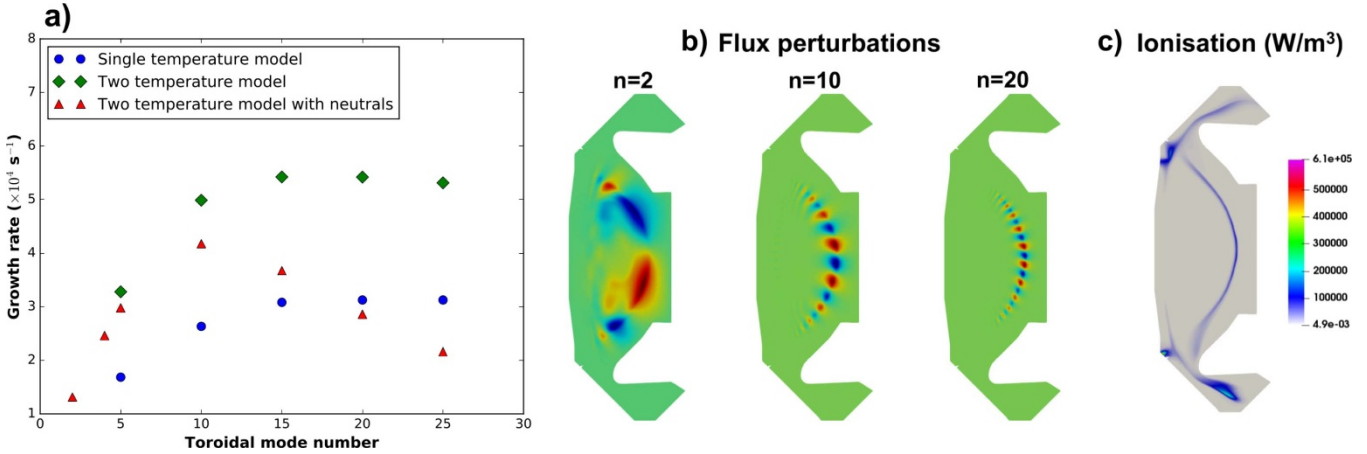 a)
8
7
6
5
4
3
2
1
Growth rate (×10⁴ s⁻¹)
Single temperature model
Two temperature model
Two temperature model with neutrals
0 5 10 15 20 25 30
Toroidal mode number
b) Flux perturbations
n=2 n=10 n=20
c) Ionisation (W/m³)
6.1e+05
500000
400000
300000
200000
100000
4.9e-03